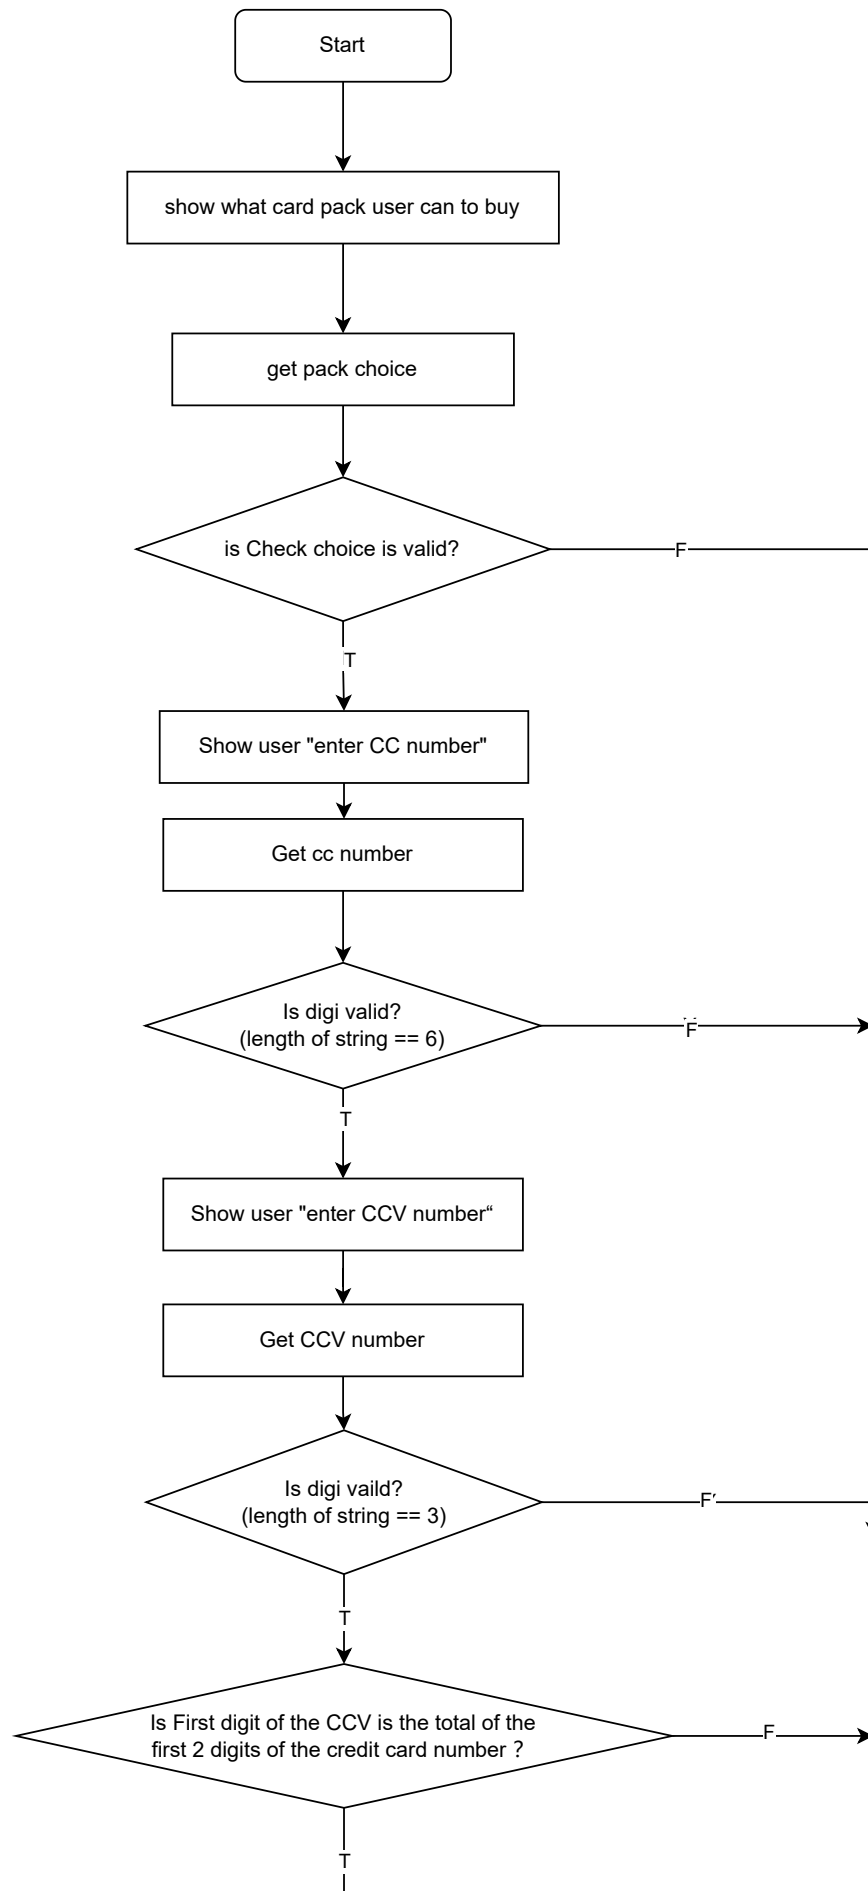 Start
show what card pack user can to buy
get pack choice
is Check choice is valid?
F
T
Show user "enter CC number"
Get cc number
Is digi valid?
(length of string == 6)
F
T
Show user "enter CCV number“
Get CCV number
Is digi vaild?
(length of string == 3)
F
T
Is First digit of the CCV is the total of the
first 2 digits of the credit card number？
F
T